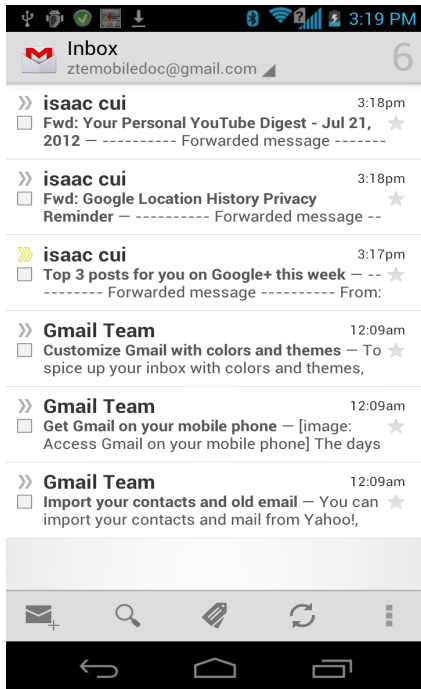 3:19 PM
Inbox
6
ztemobiledoc@gmail.com
isaac cui
3:18pm
Fwd: Your Personal YouTube Digest - Jul 21,
2012 – ---------- Forwarded message -------
isaac cui
3:18pm
Fwd: Google Location History Privacy
Reminder – ---------- Forwarded message --
isaac cui
3:17pm
Top 3 posts for you on Google+ this week – --
-------- Forwarded message ---------- From:
Gmail Team
12:09am
Customize Gmail with colors and themes – To
spice up your inbox with colors and themes,
Gmail Team
12:09am
Get Gmail on your mobile phone – [image:
Access Gmail on your mobile phone] The days
Gmail Team
12:09am
Import your contacts and old email – You can
import your contacts and mail from Yahoo!,